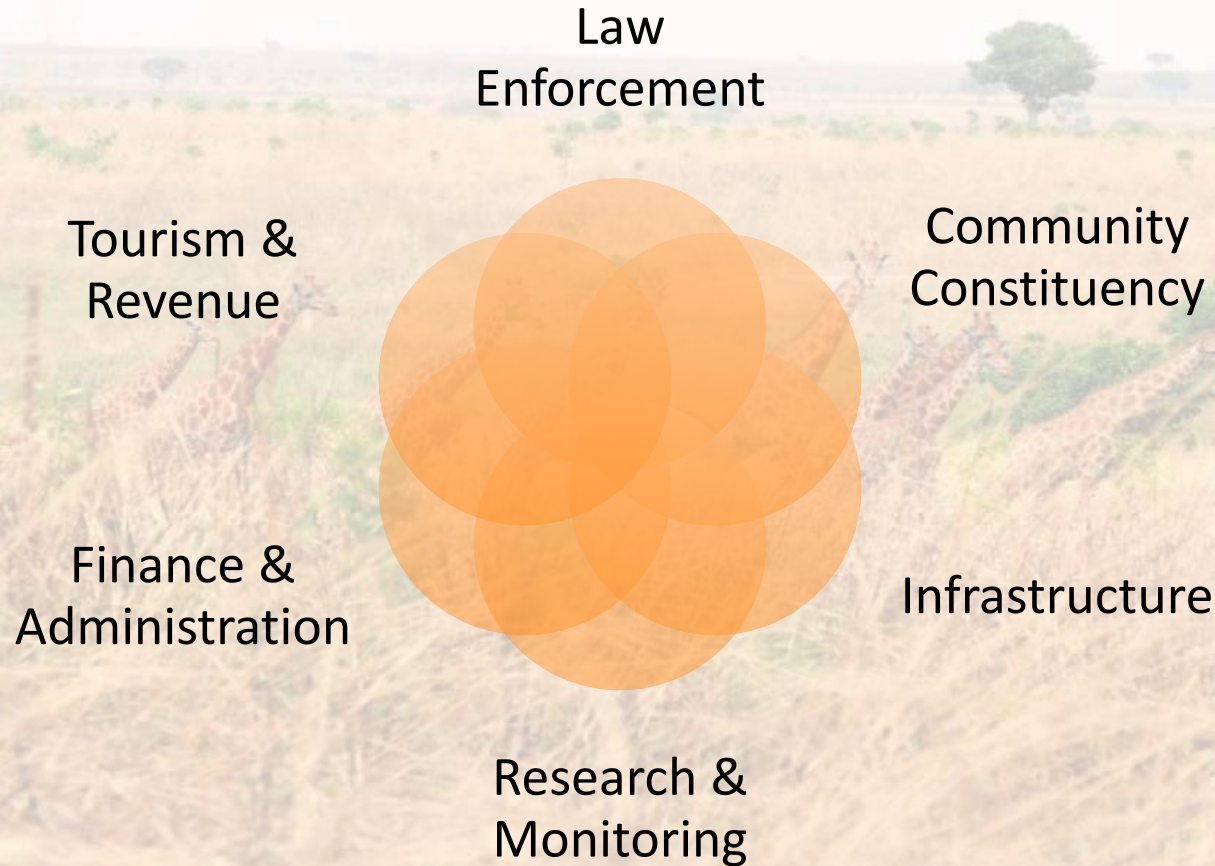 Law
Enforcement
Community
Constituency
Infrastructure
Research &
Monitoring
Finance &
Administration
Tourism &
Revenue